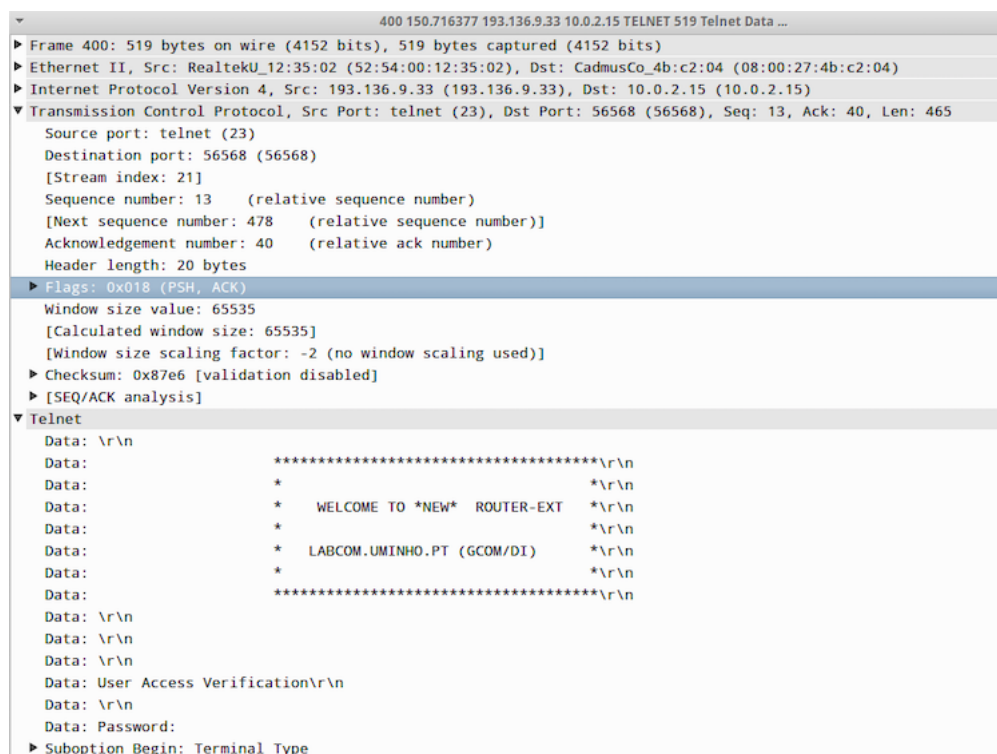 400 150.716377 193.136.9.33 10.0.2.15 TELNET 519 Telnet Data ...
Frame 400: 519 bytes on wire (4152 bits), 519 bytes captured (4152 bits)
Ethernet II, Src: RealtekU_12:35:02 (52:54:00:12:35:02), Dst: CadmusCo_4b:c2:04 (08:00:27:4b:c2:04)
Internet Protocol Version 4, Src: 193.136.9.33 (193.136.9.33), Dst: 10.0.2.15 (10.0.2.15)
Transmission Control Protocol, Src Port: telnet (23), Dst Port: 56568 (56568), Seq: 13, Ack: 40, Len: 465
Source port: telnet (23)
Destination port: 56568 (56568)
[Stream index: 21]
Sequence number: 13    (relative sequence number)
[Next sequence number: 478    (relative sequence number)]
Acknowledgement number: 40    (relative ack number)
Header length: 20 bytes
Flags: 0x018 (PSH, ACK)
Window size value: 65535
[Calculated window size: 65535]
[Window size scaling factor: -2 (no window scaling used)]
Checksum: 0x87e6 [validation disabled]
[SEQ/ACK analysis]
Telnet
Data: \r\n
Data:                     *************************************\r\n
Data:                     *                                   *\r\n
Data:                     *    WELCOME TO *NEW*  ROUTER-EXT   *\r\n
Data:                     *                                   *\r\n
Data:                     *   LABCOM.UMINHO.PT (GCOM/DI)      *\r\n
Data:                     *                                   *\r\n
Data:                     *************************************\r\n
Data: \r\n
Data: \r\n
Data: \r\n
Data: User Access Verification\r\n
Data: \r\n
Data: Password:
Suboption Begin: Terminal Type